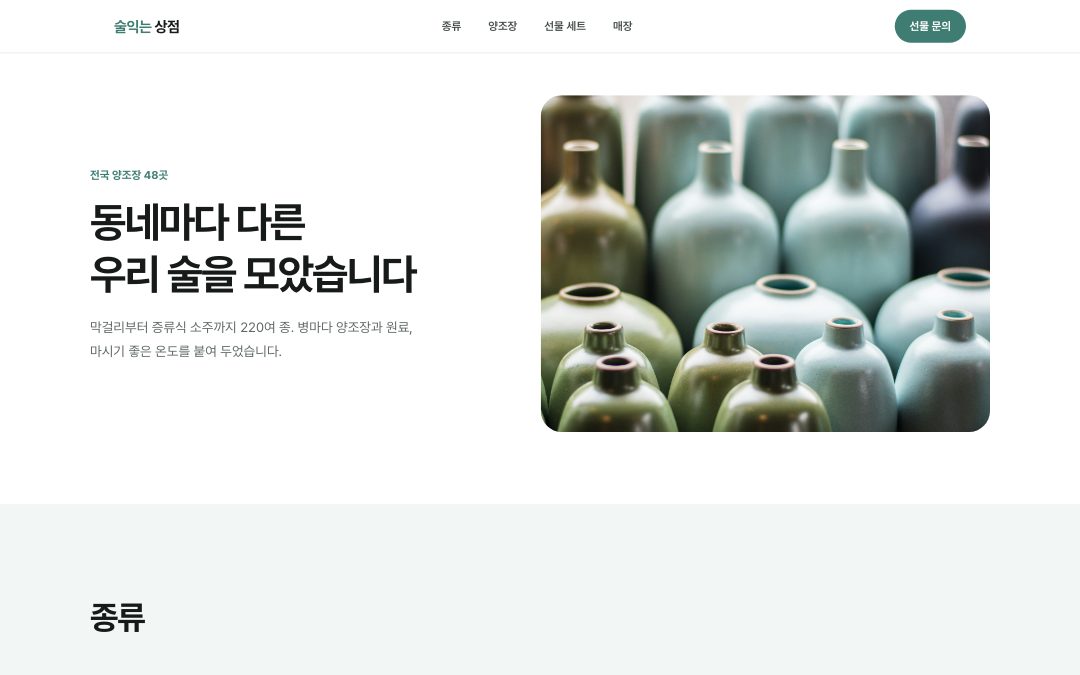 술익는 상점
종류
양조장
선물 세트
매장
선물 문의
전국 양조장 48곳
동네마다 다른
우리 술을 모았습니다
막걸리부터 증류식 소주까지 220여 종. 병마다 양조장과 원료,
마시기 좋은 온도를 붙여 두었습니다.
종류